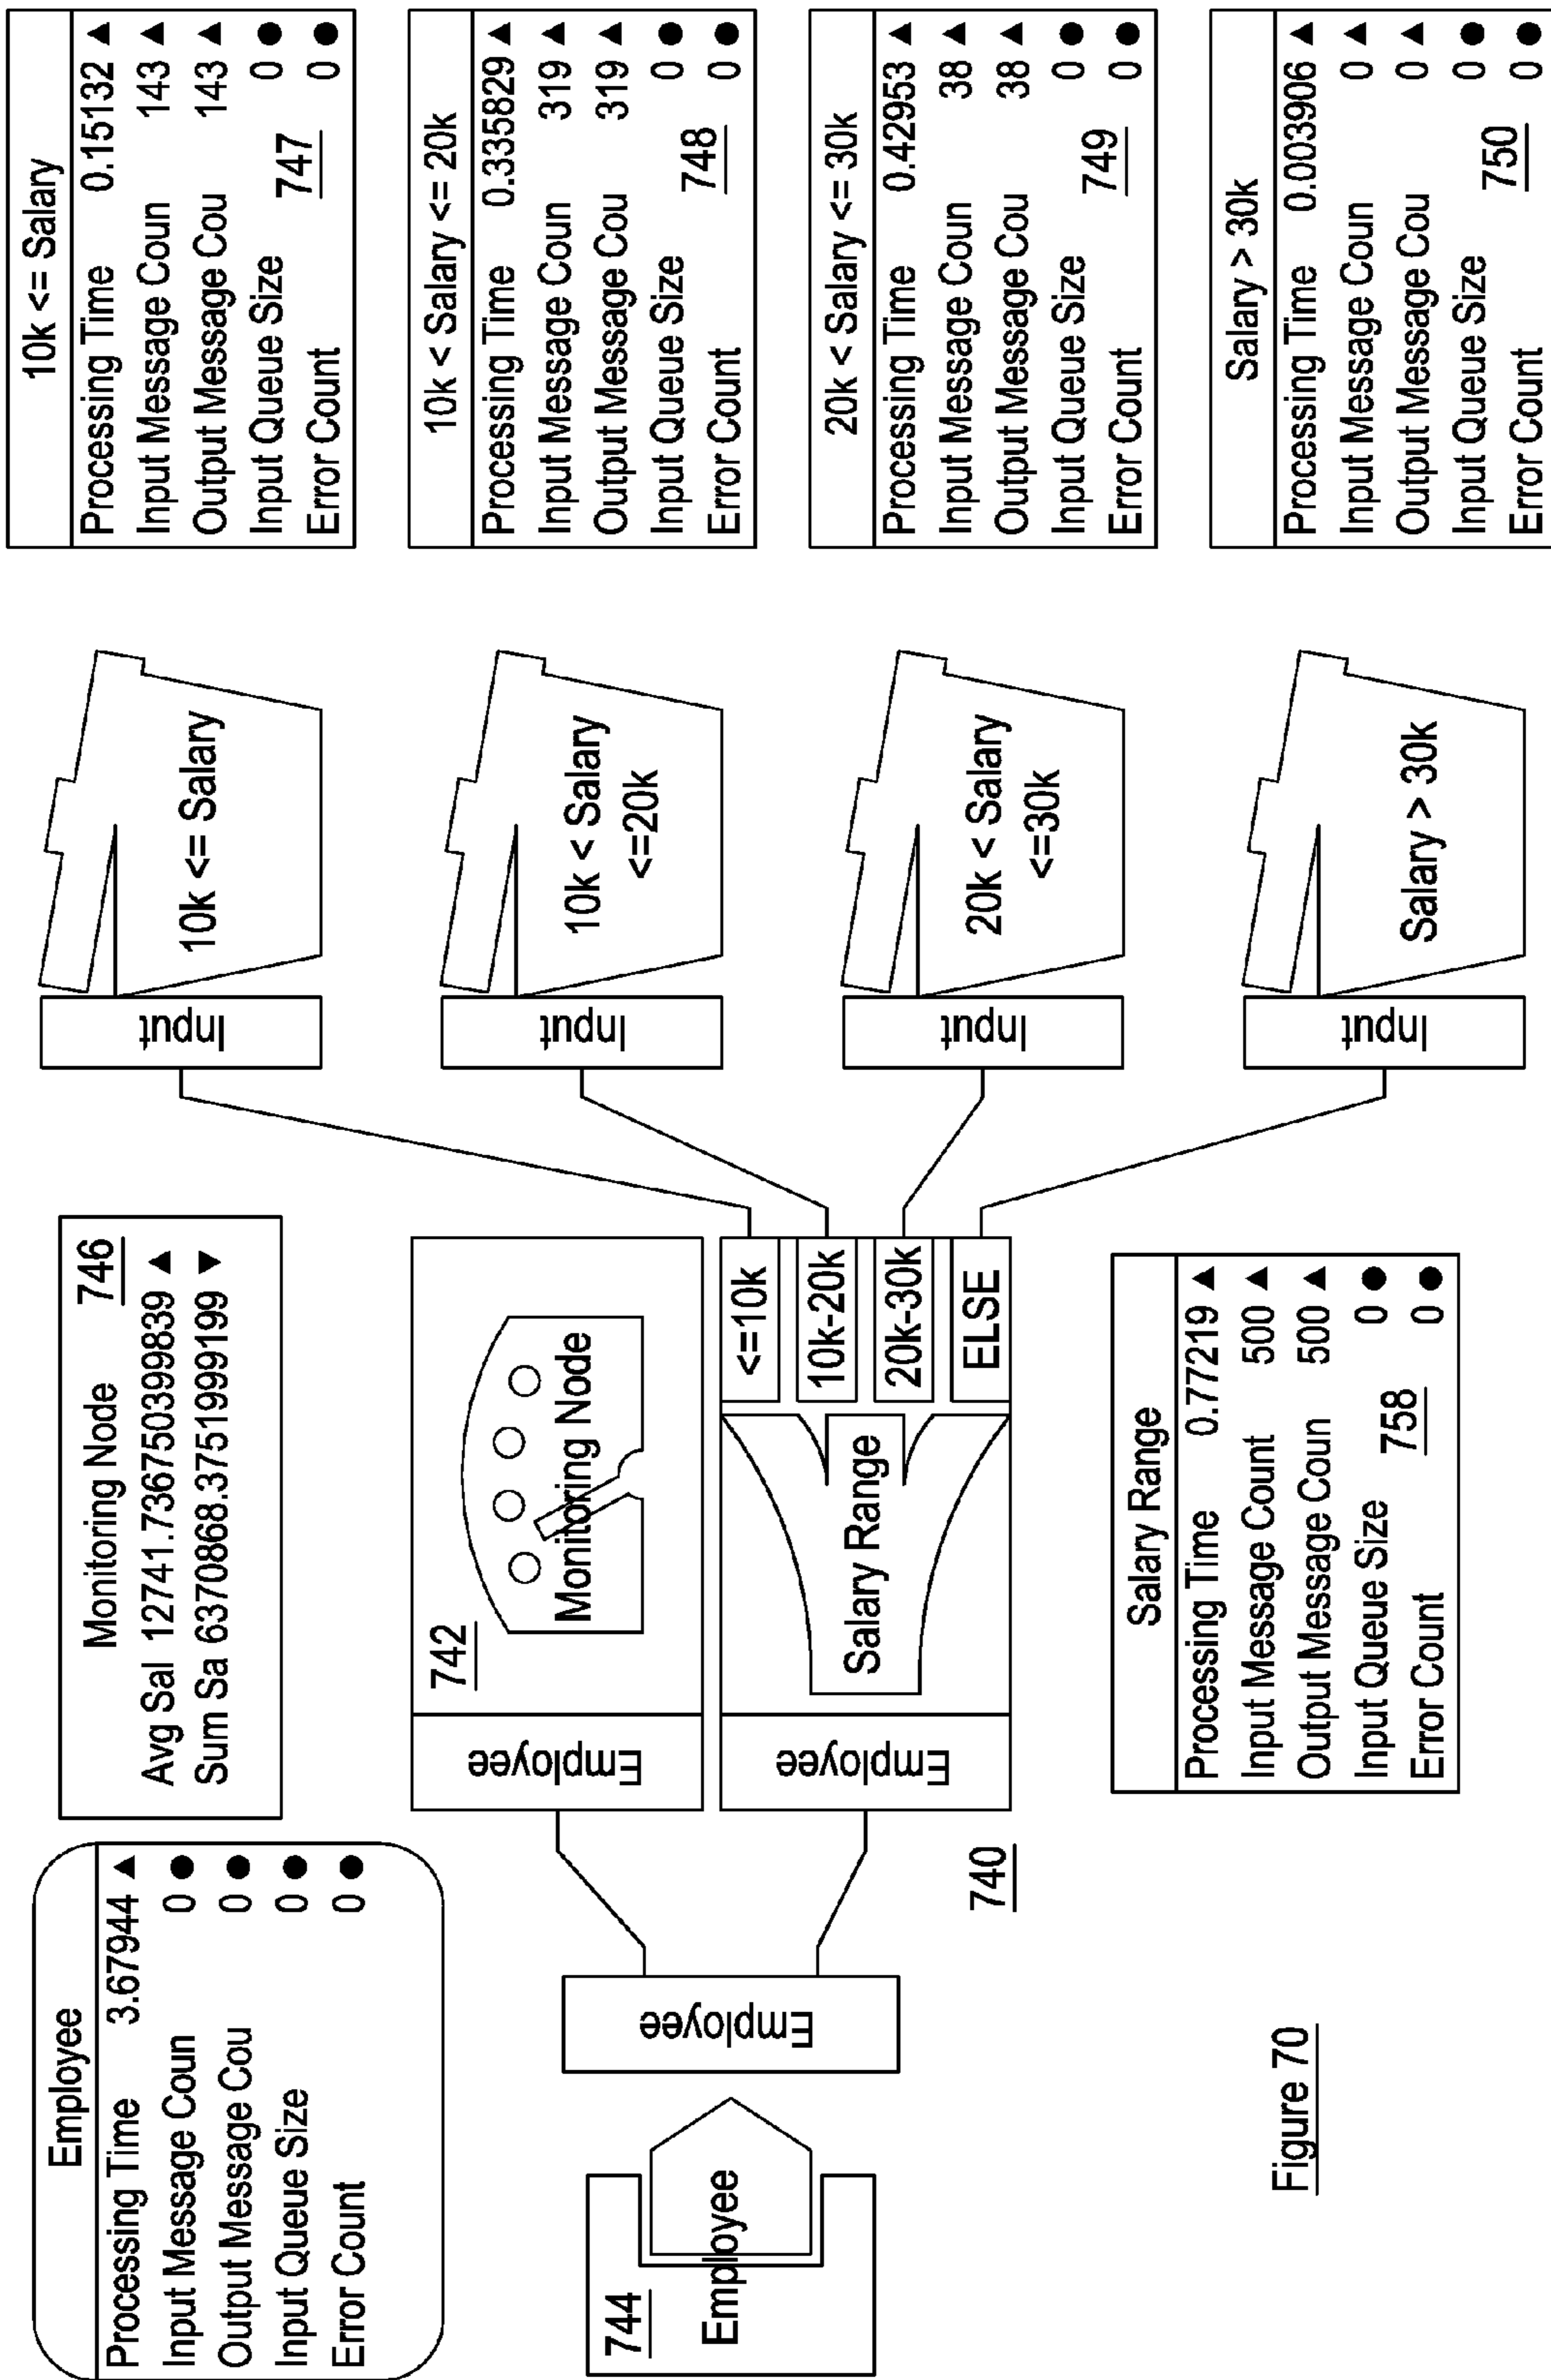 Employee
Processing Time 3.67944 ▲
Input Message Coun 0 ●
Output Message Cou 0 ●
Input Queue Size 0 ●
Error Count 0 ●
Monitoring Node 746
Avg Sal 12741.73675039983​9 ▲
Sum Sa 6370868.37519991​99 ▼
744
Employee
Employee
740
Employee
742
Monitoring Node
Employee
Salary Range
<=10k
10k-20k
20k-30k
ELSE
Salary Range
Processing Time 0.77219 ▲
Input Message Count 500 ▲
Output Message Coun 500 ▲
Input Queue Size 0 ●
758
Error Count 0 ●
Input
10k <= Salary
Input
10k < Salary
<=20k
Input
20k < Salary
<=30k
Input
Salary > 30k
10k <= Salary
Processing Time 0.15132 ▲
Input Message Coun 143 ▲
Output Message Cou 143 ▲
Input Queue Size 0 ●
747
Error Count 0 ●
10k < Salary <= 20k
Processing Time 0.335829 ▲
Input Message Coun 319 ▲
Output Message Cou 319 ▲
Input Queue Size 0 ●
748
Error Count 0 ●
20k < Salary <= 30k
Processing Time 0.42953 ▲
Input Message Coun 38 ▲
Output Message Cou 38 ▲
Input Queue Size 0 ●
749
Error Count 0 ●
Salary > 30k
Processing Time 0.003906 ▲
Input Message Coun 0 ▲
Output Message Cou 0 ▲
Input Queue Size 0 ●
750
Error Count 0 ●
Figure 70